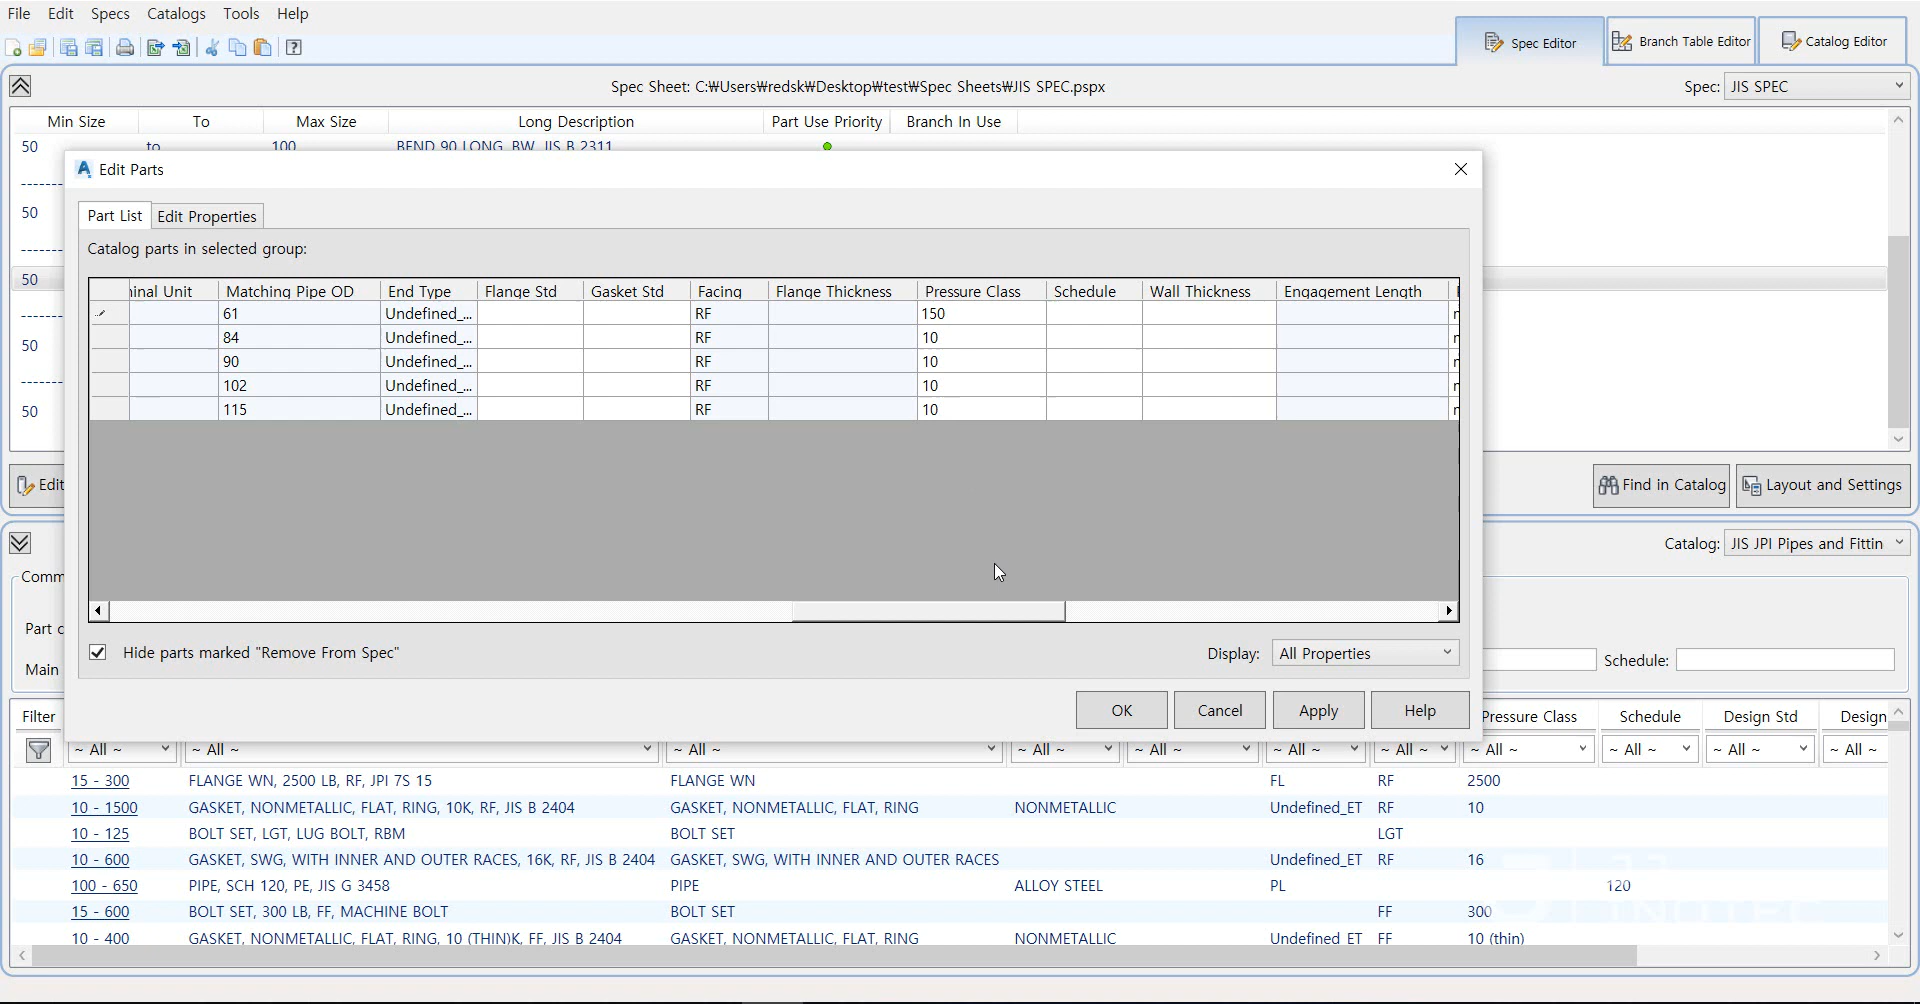 File Edit Specs Catalogs Tools Help
Spec Editor Branch Table Editor Catalog Editor
Spec Sheet: C:₩Users₩redsk₩Desktop₩test₩Spec Sheets₩JIS SPEC.pspx Spec: JIS SPEC
Min Size To Max Size Long Description Part Use Priority Branch In Use
50 to 100 BEND 90 LONG, BW, JIS B 2311
Edit Parts
50
Part List Edit Properties
Catalog parts in selected group:
50
inal Unit Matching Pipe OD End Type Flange Std Gasket Std Facing Flange Thickness Pressure Class Schedule Wall Thickness Engagement Length
61 Undefined_... RF 150
84 Undefined_... RF 10
50
90 Undefined_... RF 10
102 Undefined_... RF 10
50
115 Undefined_... RF 10
Edit Find in Catalog Layout and Settings
Catalog: JIS JPI Pipes and Fittin
Comm
Part c
Hide parts marked "Remove From Spec" Display: All Properties
Main Schedule:
OK Cancel Apply Help
Filter Pressure Class Schedule Design Std Design
~ All ~ ~ All ~ ~ All ~ ~ All ~ ~ All ~ ~ All ~ ~ All ~ ~ All ~ ~ All ~ ~ All ~ ~ All ~
15 - 300 FLANGE WN, 2500 LB, RF, JPI 7S 15 FLANGE WN FL RF 2500
10 - 1500 GASKET, NONMETALLIC, FLAT, RING, 10K, RF, JIS B 2404 GASKET, NONMETALLIC, FLAT, RING NONMETALLIC Undefined_ET RF 10
10 - 125 BOLT SET, LGT, LUG BOLT, RBM BOLT SET LGT
10 - 600 GASKET, SWG, WITH INNER AND OUTER RACES, 16K, RF, JIS B 2404 GASKET, SWG, WITH INNER AND OUTER RACES Undefined_ET RF 16
100 - 650 PIPE, SCH 120, PE, JIS G 3458 PIPE ALLOY STEEL PL 120
15 - 600 BOLT SET, 300 LB, FF, MACHINE BOLT BOLT SET FF 300
10 - 400 GASKET, NONMETALLIC, FLAT, RING, 10 (THIN)K, FF, JIS B 2404 GASKET, NONMETALLIC, FLAT, RING NONMETALLIC Undefined_ET FF 10 (thin)